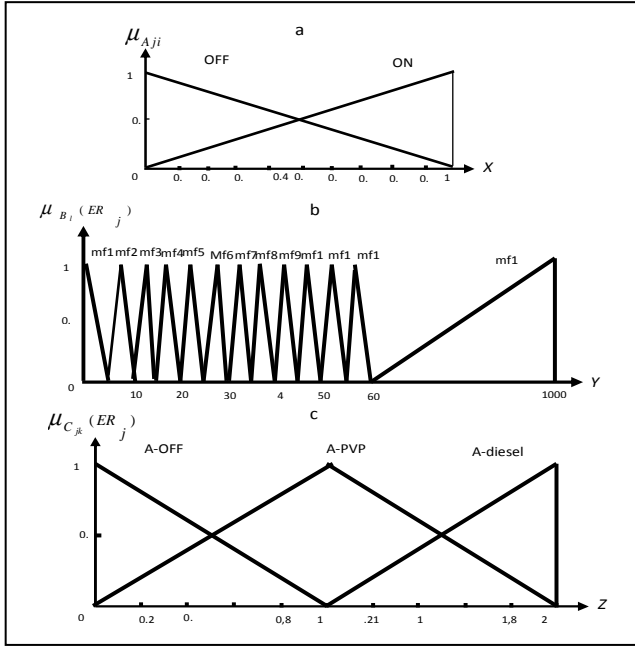 a
μ A ji
OFF ON
1
0.
0 0. 0. 0. 0.4 0. 0. 0. 0. 0. 1 X
b
μ B l ( ER j )
mf1 mf2 mf3 mf4 mf5 Mf6 mf7 mf8 mf9 mf1 mf1 mf1 mf1
1
0.
0 10 20 30 4 50 60 1000 Y
c
μ C jk ( ER j )
A-OFF A-PVP A-diesel
1
0.
0 0.2 0. 0,8 1 .21 1 1,8 2 Z